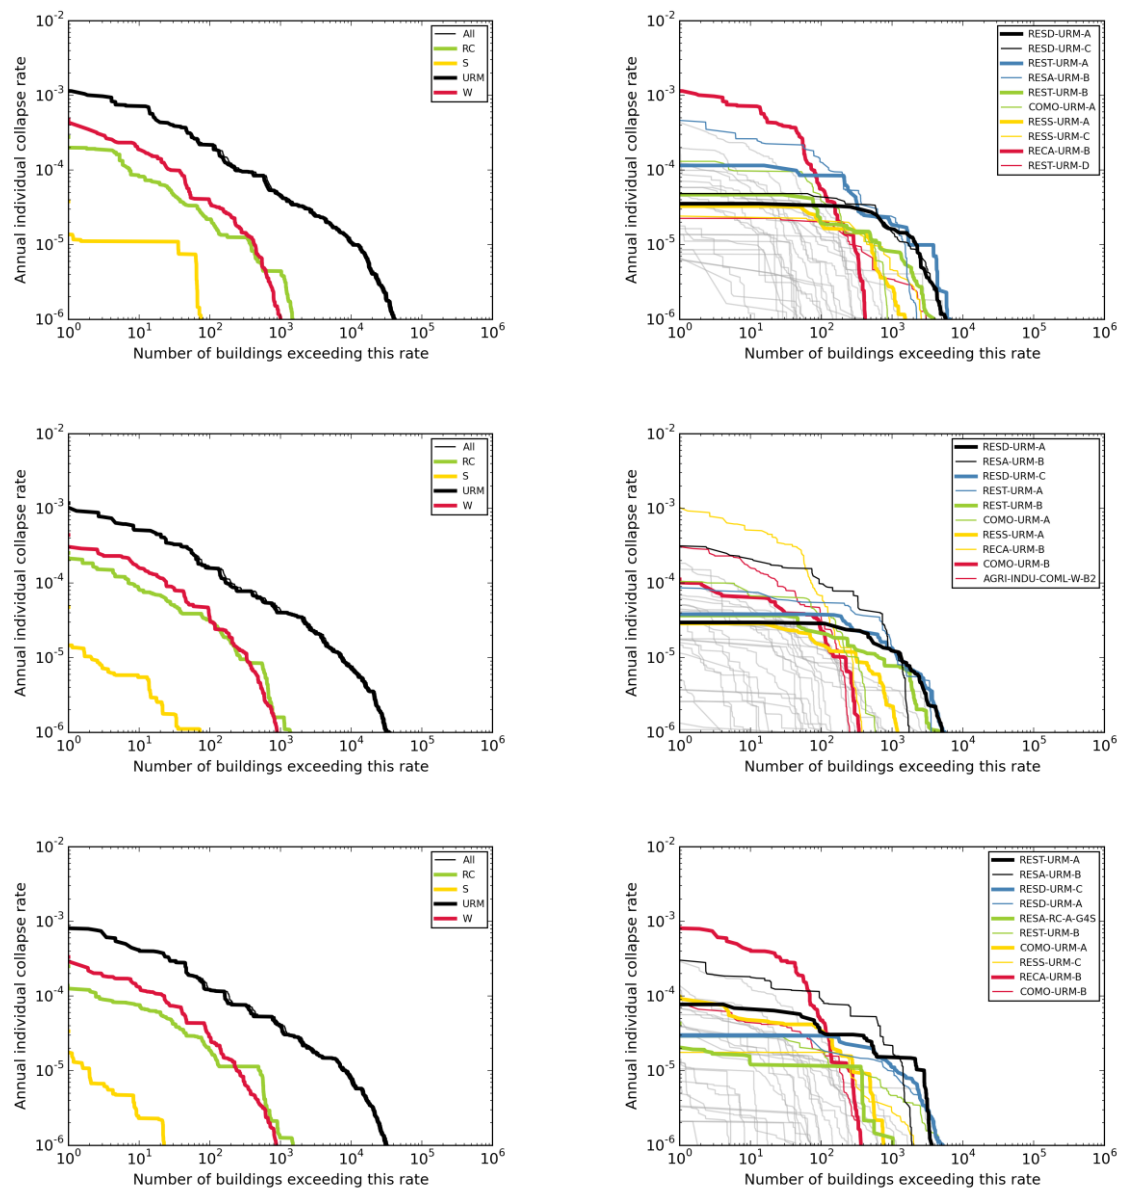 10^-2
10^-3
10^-4
10^-5
10^-6
Annual individual collapse rate
All
RC
S
URM
W
10^0 10^1 10^2 10^3 10^4 10^5 10^6
Number of buildings exceeding this rate
10^-2
10^-3
10^-4
10^-5
10^-6
Annual individual collapse rate
RESD-URM-A
RESD-URM-C
REST-URM-A
RESA-URM-B
REST-URM-B
COMO-URM-A
RESS-URM-A
RESS-URM-C
RECA-URM-B
REST-URM-D
10^0 10^1 10^2 10^3 10^4 10^5 10^6
Number of buildings exceeding this rate
10^-2
10^-3
10^-4
10^-5
10^-6
Annual individual collapse rate
All
RC
S
URM
W
10^0 10^1 10^2 10^3 10^4 10^5 10^6
Number of buildings exceeding this rate
10^-2
10^-3
10^-4
10^-5
10^-6
Annual individual collapse rate
RESD-URM-A
RESA-URM-B
RESD-URM-C
REST-URM-A
REST-URM-B
COMO-URM-A
RESS-URM-A
RECA-URM-B
COMO-URM-B
AGRI-INDU-COML-W-B2
10^0 10^1 10^2 10^3 10^4 10^5 10^6
Number of buildings exceeding this rate
10^-2
10^-3
10^-4
10^-5
10^-6
Annual individual collapse rate
All
RC
S
URM
W
10^0 10^1 10^2 10^3 10^4 10^5 10^6
Number of buildings exceeding this rate
10^-2
10^-3
10^-4
10^-5
10^-6
Annual individual collapse rate
REST-URM-A
RESA-URM-B
RESD-URM-C
RESD-URM-A
RESA-RC-A-G4S
REST-URM-B
COMO-URM-A
RESS-URM-C
RECA-URM-B
COMO-URM-B
10^0 10^1 10^2 10^3 10^4 10^5 10^6
Number of buildings exceeding this rate